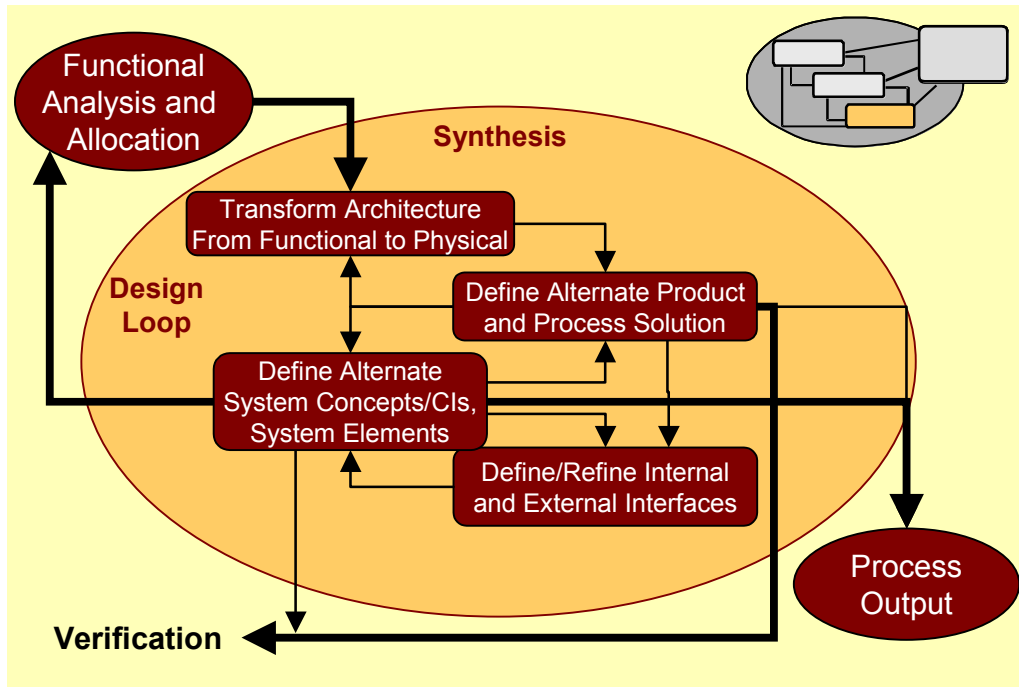 Functional
Analysis and
Allocation
Synthesis
Transform Architecture
From Functional to Physical
Design
Loop
Define Alternate Product
and Process Solution
Define Alternate
System Concepts/CIs,
System Elements
Define/Refine Internal
and External Interfaces
Process
Output
Verification